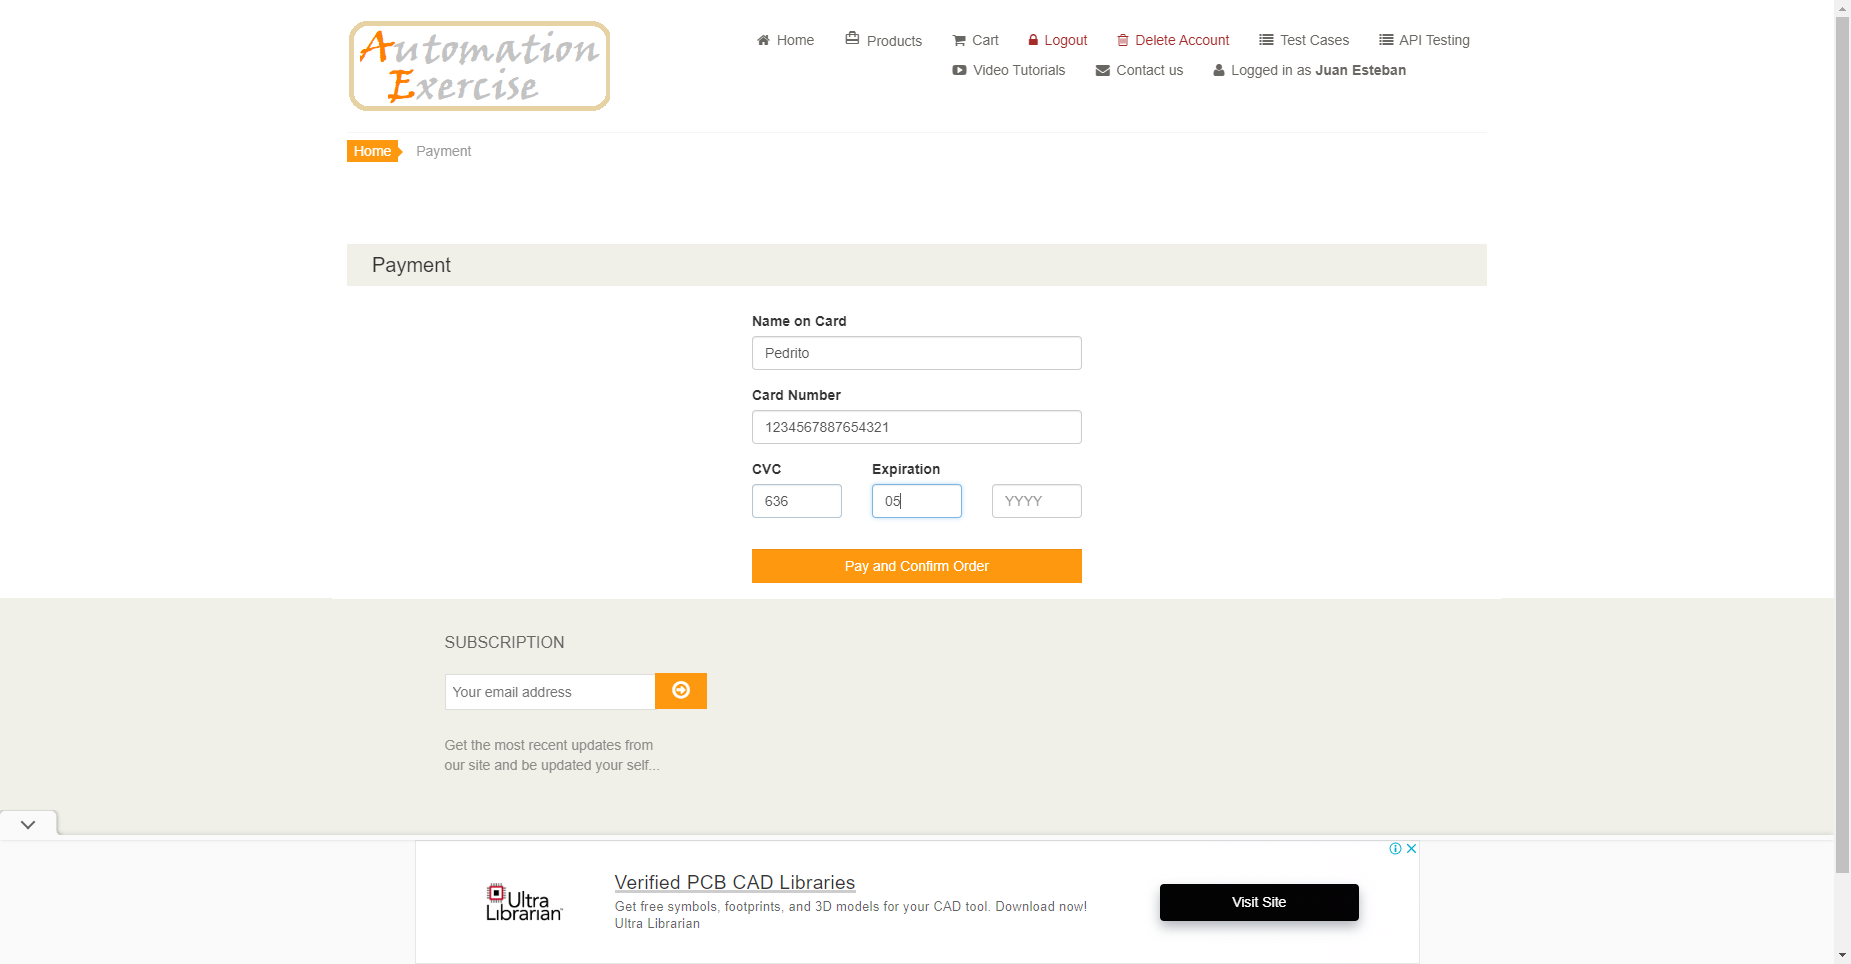 Automation
Exercise
Home
Products
Cart
Logout
Delete Account
Test Cases
API Testing
Video Tutorials
Contact us
Logged in as Juan Esteban
Home
Payment
Payment
Name on Card
Pedrito
Card Number
1234567887654321
CVC
Expiration
636
05
YYYY
Pay and Confirm Order
SUBSCRIPTION
Your email address
Get the most recent updates from
our site and be updated your self...
Ultra
Librarian
Verified PCB CAD Libraries
Get free symbols, footprints, and 3D models for your CAD tool. Download now!
Ultra Librarian
Visit Site